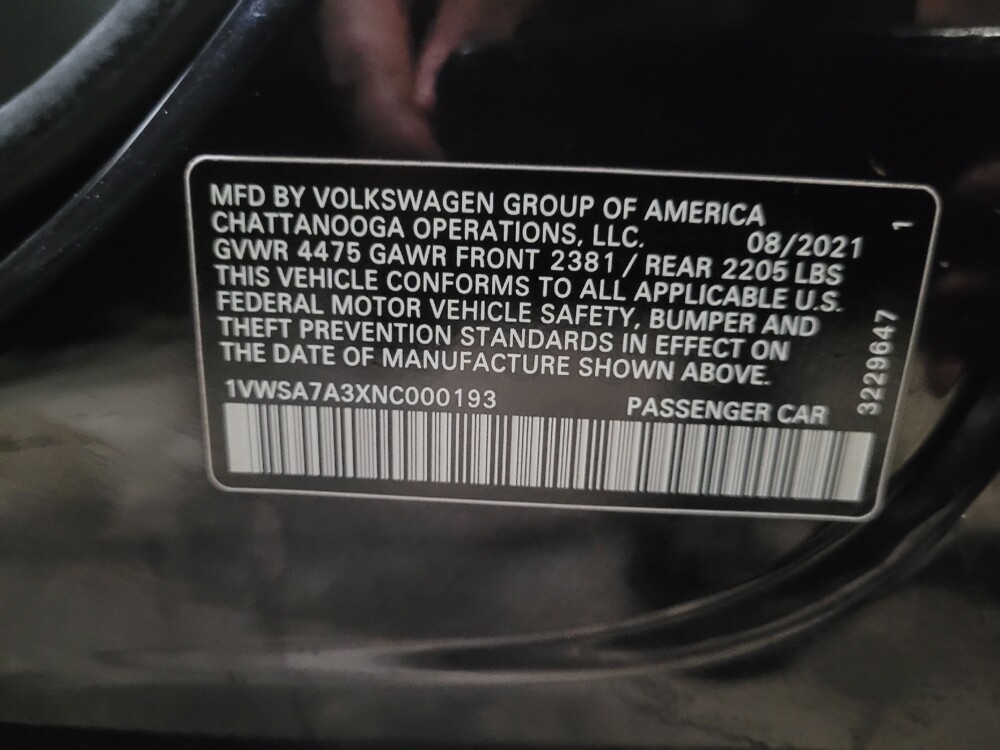 MFD BY VOLKSWAGEN GROUP OF AMERICA
CHATTANOOGA OPERATIONS, LLC. 08/2021
GVWR 4475 GAWR FRONT 2381 / REAR 2205 LBS
THIS VEHICLE CONFORMS TO ALL APPLICABLE U.S.
FEDERAL MOTOR VEHICLE SAFETY, BUMPER AND
THEFT PREVENTION STANDARDS IN EFFECT ON
THE DATE OF MANUFACTURE SHOWN ABOVE.
1VWSA7A3XNC000193 PASSENGER CAR
3229647
1